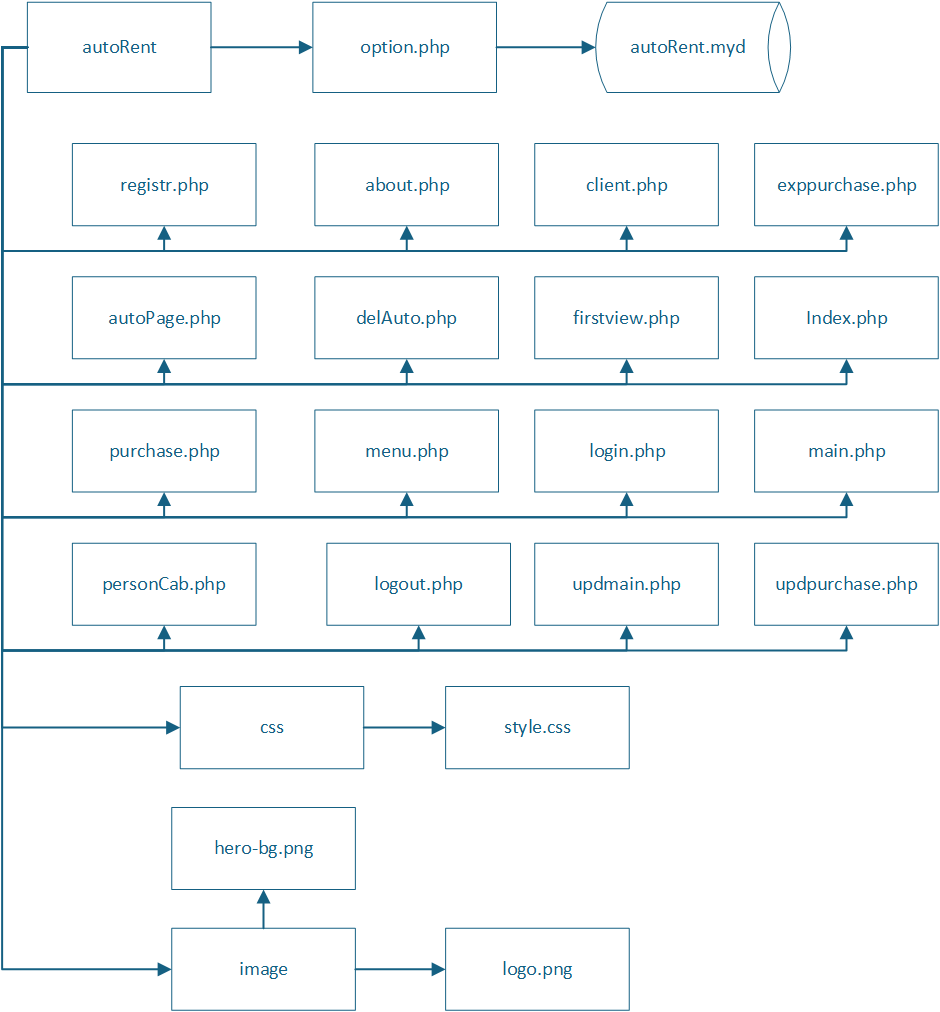 autoRent
option.php
autoRent.myd
registr.php
about.php
client.php
exppurchase.php
autoPage.php
delAuto.php
firstview.php
Index.php
purchase.php
menu.php
login.php
main.php
personCab.php
logout.php
updmain.php
updpurchase.php
css
style.css
hero-bg.png
image
logo.png